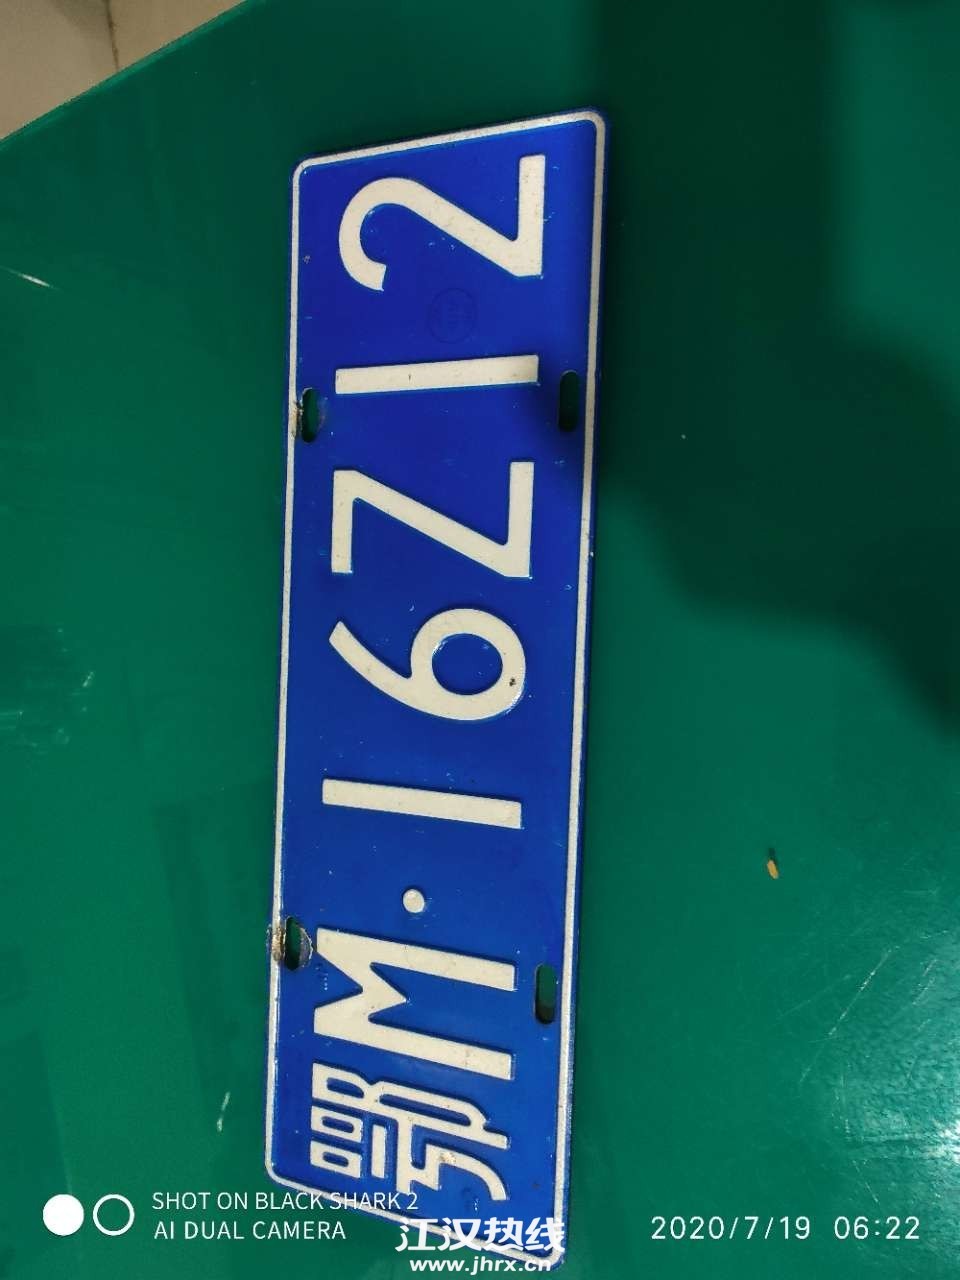 鄂M·16Z12
SHOT ON BLACK SHARK 2
AI DUAL CAMERA
2020/7/19 06:22
江汉热线
www.jhrx.cn